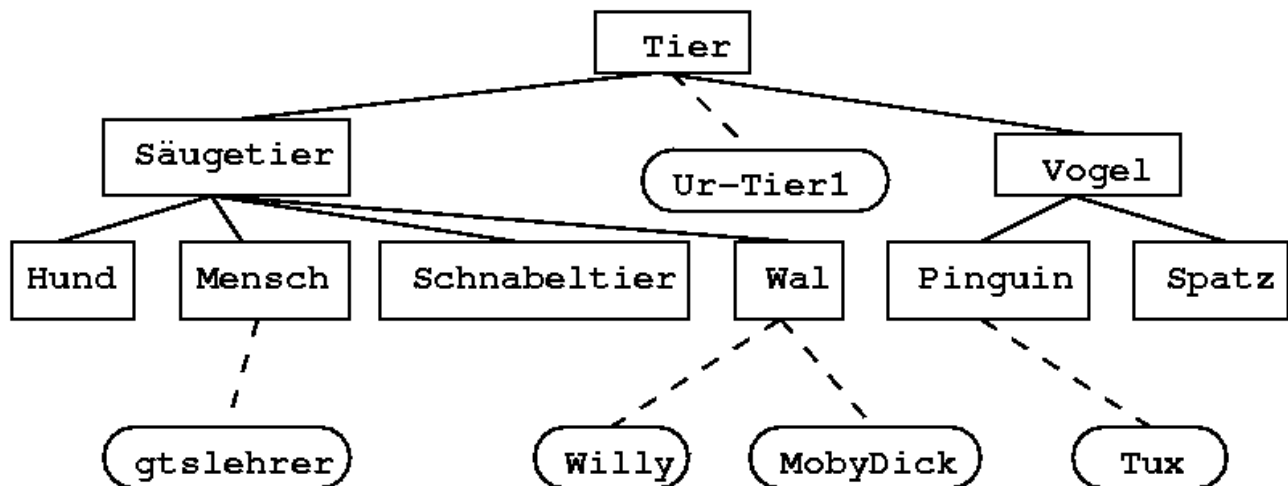 Tier
Säugetier
Ur-Tier1
Vogel
Hund
Mensch
Schnabeltier
Wal
Pinguin
Spatz
gtslehrer
Willy
MobyDick
Tux